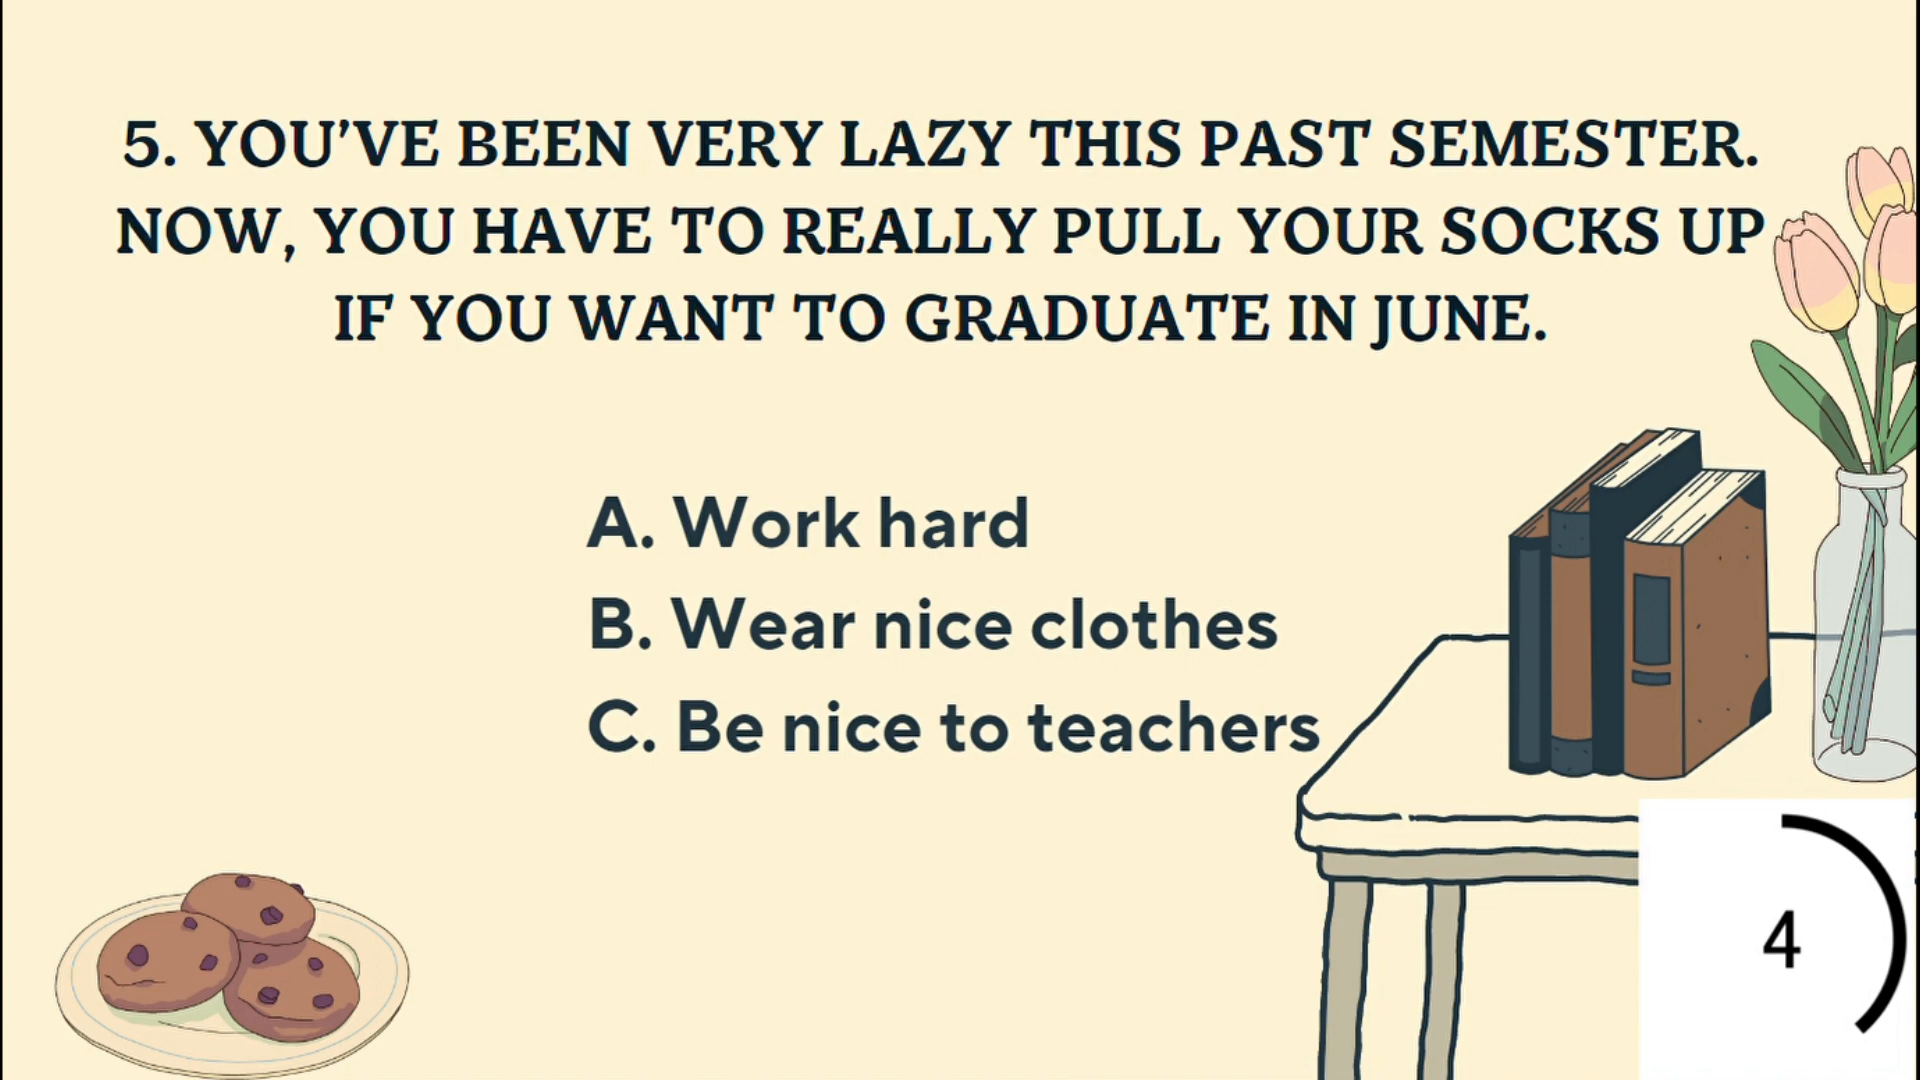 5. YOU'VE BEEN VERY LAZY THIS PAST SEMESTER.
NOW, YOU HAVE TO REALLY PULL YOUR SOCKS UP
IF YOU WANT TO GRADUATE IN JUNE.
A. Work hard
B. Wear nice clothes
C. Be nice to teachers
4